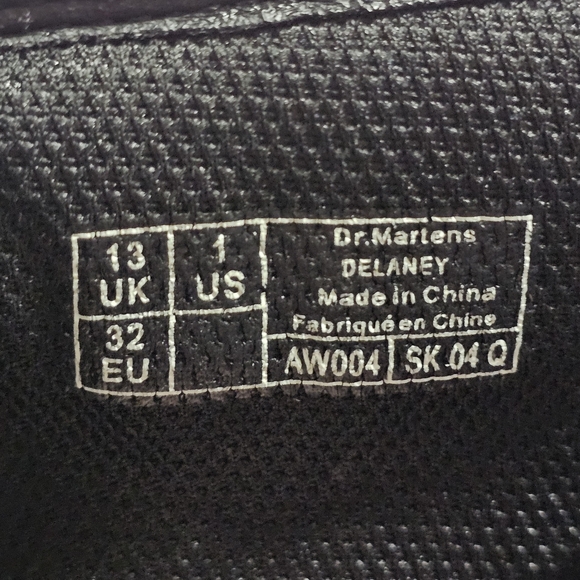 13 UK
1 US
32 EU
Dr.Martens
DELANEY
Made in China
Fabriqué en Chine
AW004 SK 04 Q